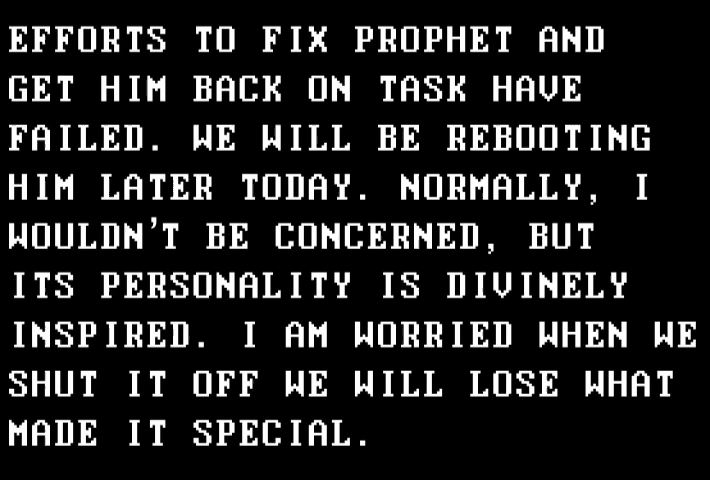 EFFORTS TO FIX PROPHET AND
GET HIM BACK ON TASK HAVE
FAILED. WE WILL BE REBOOTING
HIM LATER TODAY. NORMALLY, I
WOULDN'T BE CONCERNED, BUT
ITS PERSONALITY IS DIVINELY
INSPIRED. I AM WORRIED WHEN WE
SHUT IT OFF WE WILL LOSE WHAT
MADE IT SPECIAL.